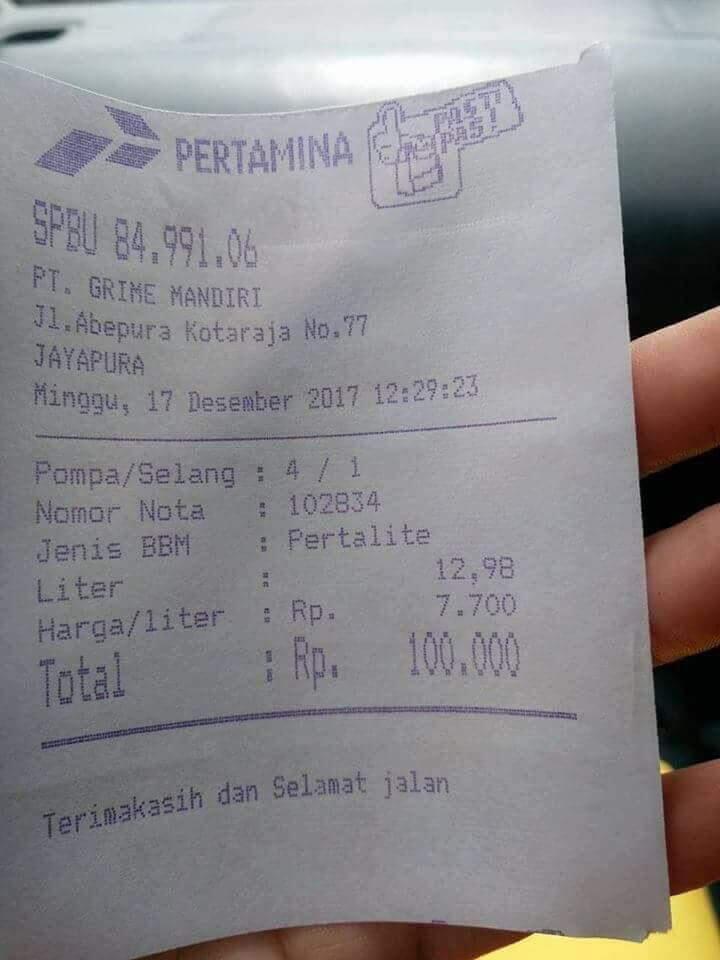 PERTAMINA PASTI PAS!
SPBU 84.991.06
PT. GRIME MANDIRI
Jl.Abepura Kotaraja No.77
JAYAPURA
Minggu, 17 Desember 2017 12:29:23
Pompa/Selang : 4 / 1
Nomor Nota : 102834
Jenis BBM : Pertalite
Liter : 12,98
Harga/liter : Rp. 7.700
Total : Rp. 100.000
Terimakasih dan Selamat jalan